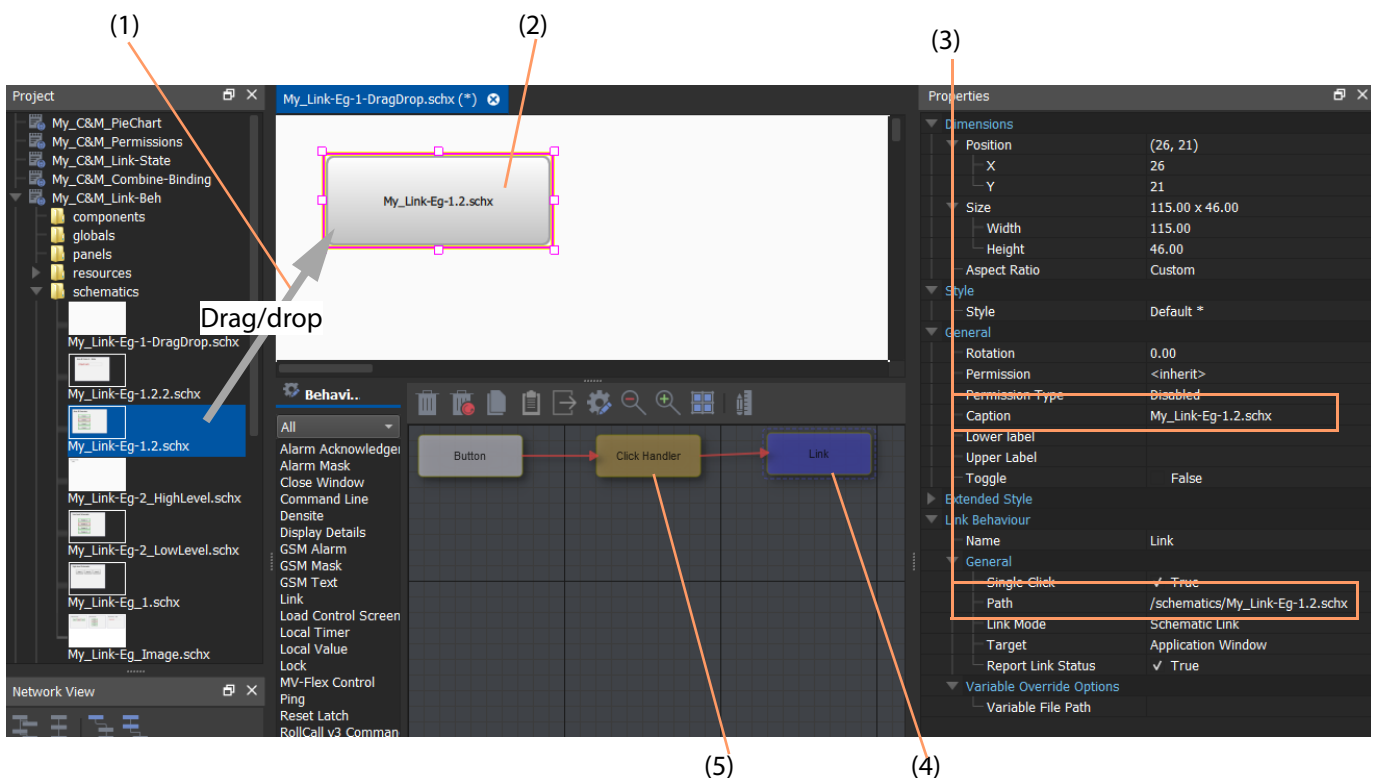 (1)
(2)
(3)
Project
My_C&M_PieChart
My_C&M_Permissions
My_C&M_Link-State
My_C&M_Combine-Binding
My_C&M_Link-Beh
components
globals
panels
resources
schematics
My_Link-Eg-1-DragDrop.schx
My_Link-Eg-1.2.2.schx
My_Link-Eg-1.2.schx
My_Link-Eg-2_HighLevel.schx
My_Link-Eg-2_LowLevel.schx
My_Link-Eg_1.schx
My_Link-Eg_Image.schx
Network View
Drag/drop
My_Link-Eg-1-DragDrop.schx (*)
My_Link-Eg-1.2.schx
Behavi..
All
Alarm Acknowledger
Alarm Mask
Close Window
Command Line
Densite
Display Details
GSM Alarm
GSM Mask
GSM Text
Link
Load Control Screen
Local Timer
Local Value
Lock
MV-Flex Control
Ping
Reset Latch
RollCall v3 Comman
Button
Click Handler
Link
Properties
Dimensions
Position (26, 21)
X 26
Y 21
Size 115.00 x 46.00
Width 115.00
Height 46.00
Aspect Ratio Custom
Style
Style Default *
General
Rotation 0.00
Permission <inherit>
Permission Type Disabled
Caption My_Link-Eg-1.2.schx
Lower label
Upper Label
Toggle False
Extended Style
Link Behaviour
Name Link
General
Single Click ✓ True
Path /schematics/My_Link-Eg-1.2.schx
Link Mode Schematic Link
Target Application Window
Report Link Status ✓ True
Variable Override Options
Variable File Path
(5)
(4)